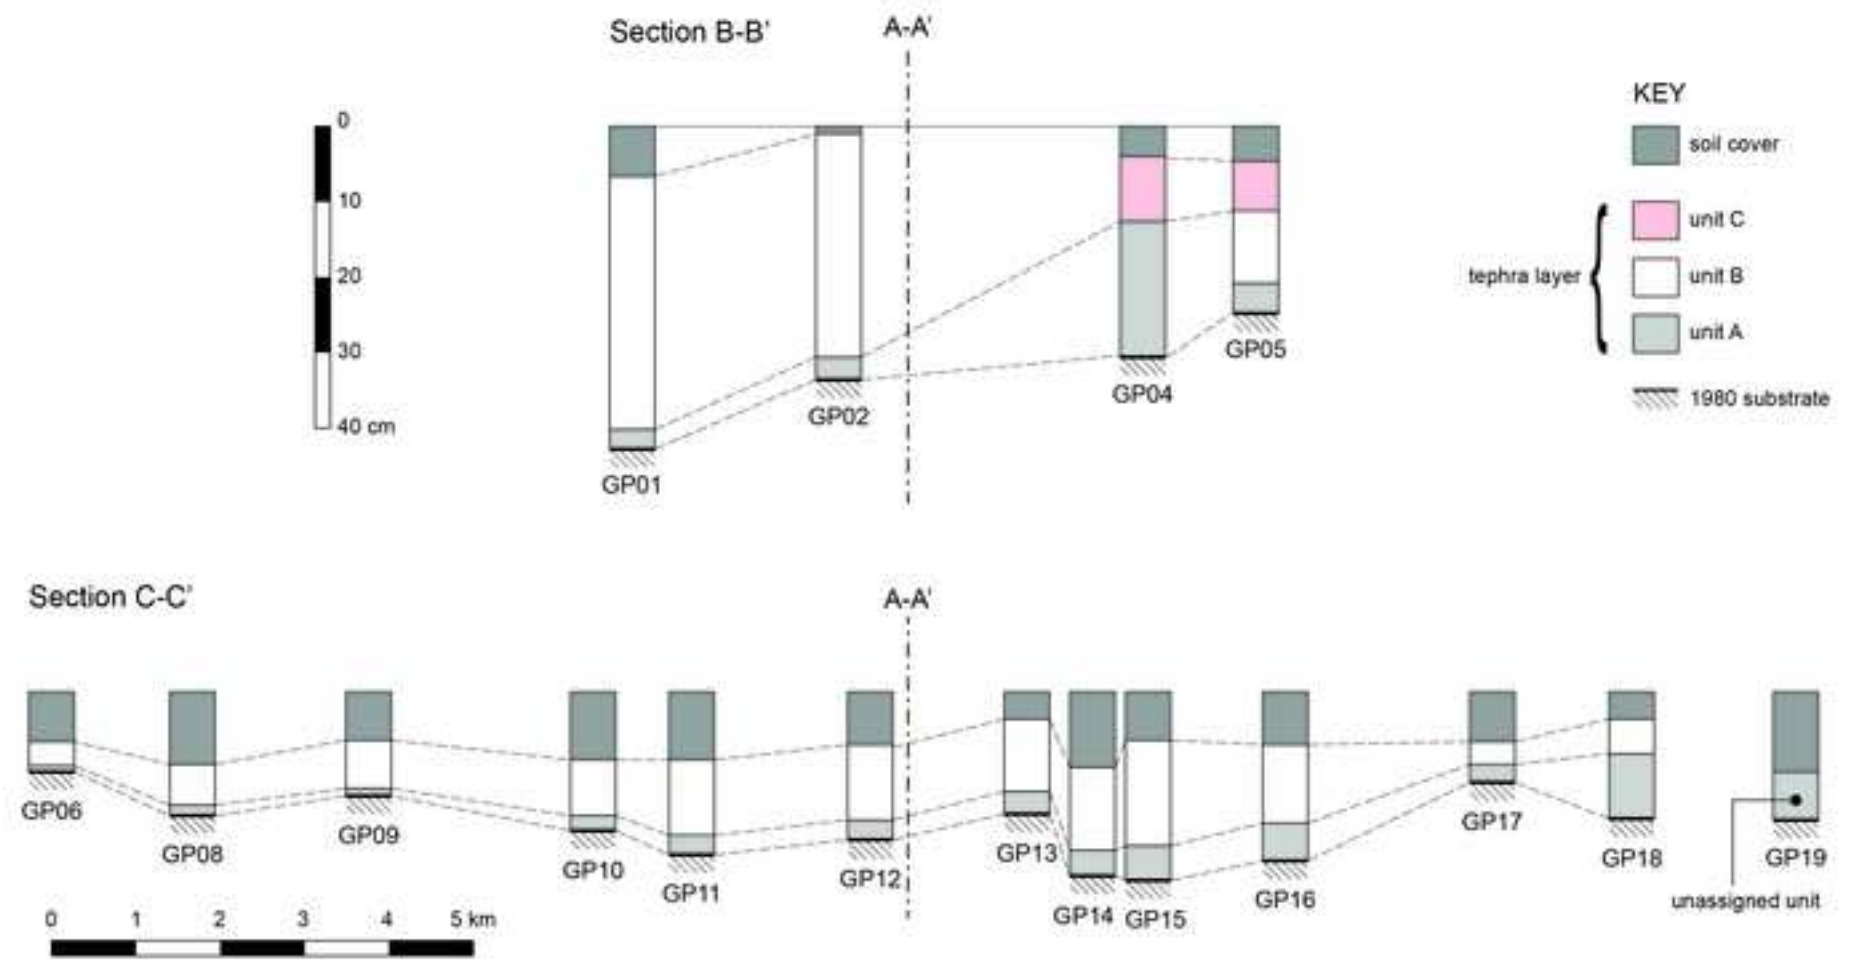 Section B-B'
A-A'
0
10
20
30
40 cm
GP01
GP02
GP04
GP05
KEY
soil cover
unit C
tephra layer
unit B
unit A
1980 substrate
Section C-C'
A-A'
GP06
GP08
GP09
GP10
GP11
GP12
GP13
GP14
GP15
GP16
GP17
GP18
GP19
unassigned unit
0 1 2 3 4 5 km